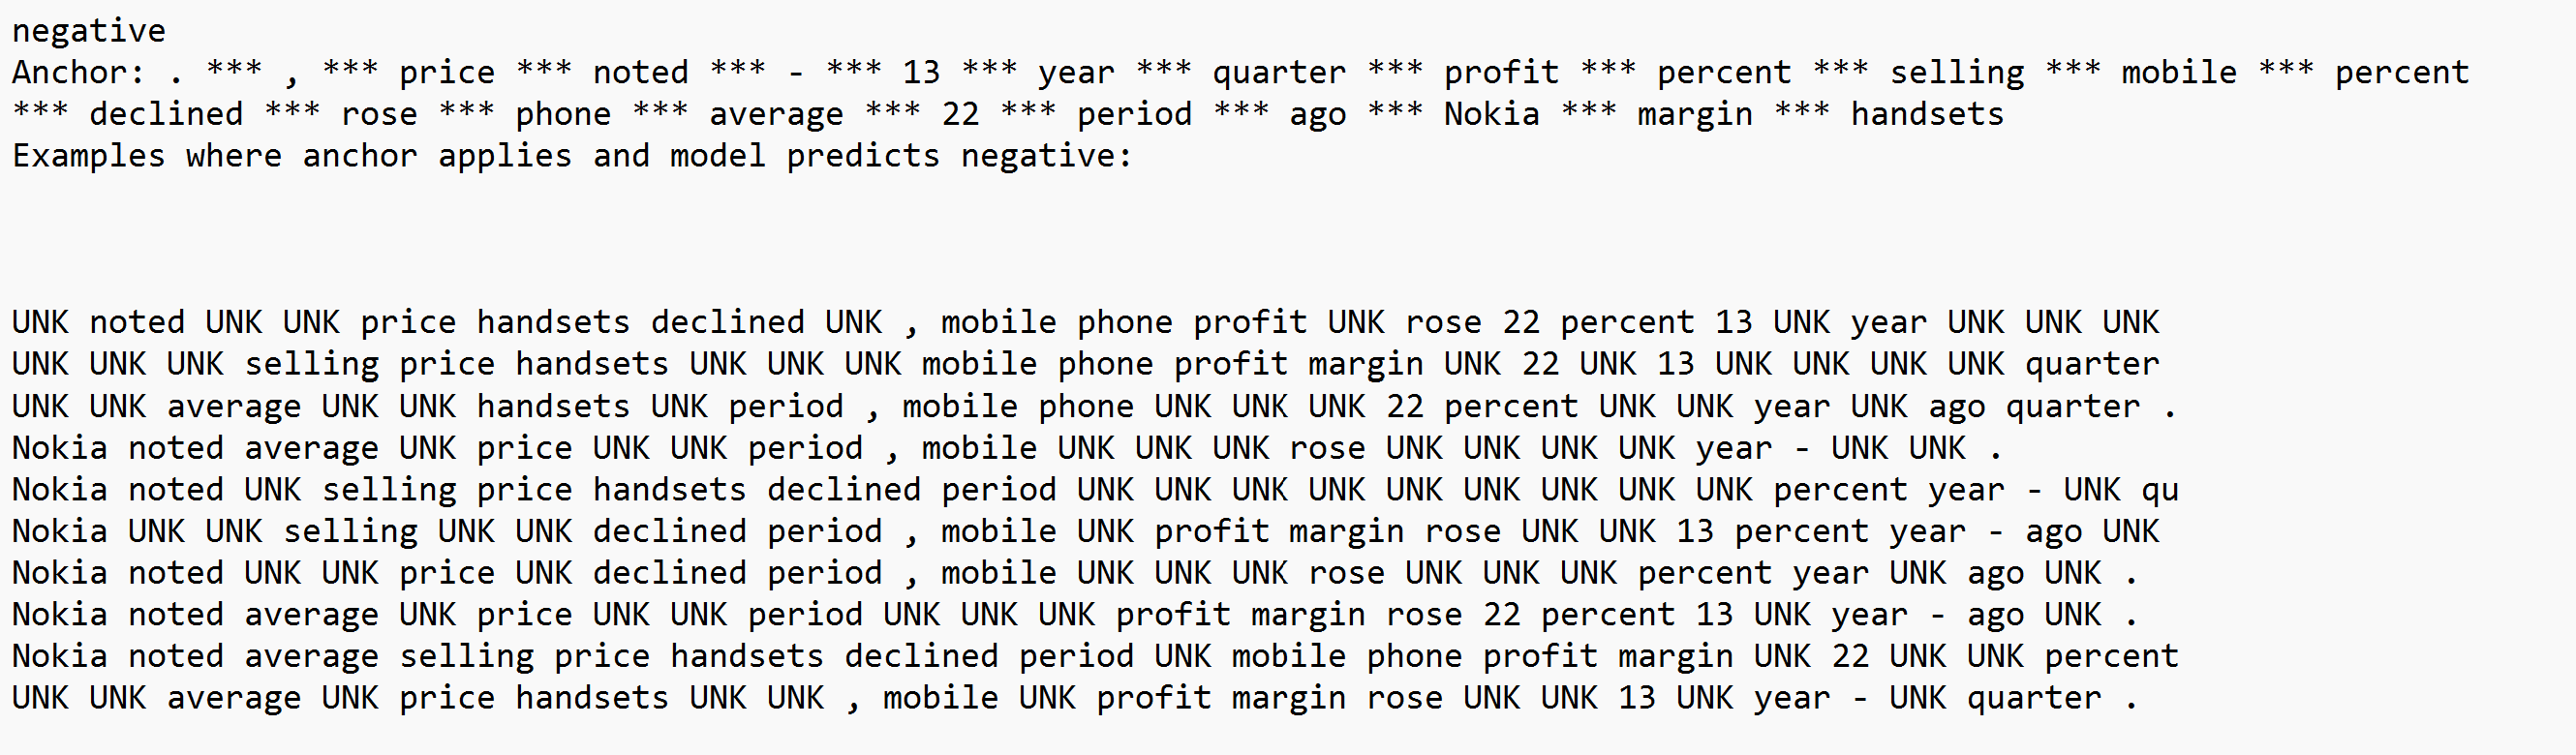 negative
Anchor: . *** , *** price *** noted *** - *** 13 *** year *** quarter *** profit *** percent *** selling *** mobile *** percent
*** declined *** rose *** phone *** average *** 22 *** period *** ago *** Nokia *** margin *** handsets
Examples where anchor applies and model predicts negative:
UNK noted UNK UNK price handsets declined UNK , mobile phone profit UNK rose 22 percent 13 UNK year UNK UNK UNK
UNK UNK UNK selling price handsets UNK UNK UNK mobile phone profit margin UNK 22 UNK 13 UNK UNK UNK UNK quarter
UNK UNK average UNK UNK handsets UNK period , mobile phone UNK UNK UNK 22 percent UNK UNK year UNK ago quarter .
Nokia noted average UNK price UNK UNK period , mobile UNK UNK UNK rose UNK UNK UNK UNK year - UNK UNK .
Nokia noted UNK selling price handsets declined period UNK UNK UNK UNK UNK UNK UNK UNK UNK percent year - UNK qu
Nokia UNK UNK selling UNK UNK declined period , mobile UNK profit margin rose UNK UNK 13 percent year - ago UNK
Nokia noted UNK UNK price UNK declined period , mobile UNK UNK UNK rose UNK UNK UNK percent year UNK ago UNK .
Nokia noted average UNK price UNK UNK period UNK UNK UNK profit margin rose 22 percent 13 UNK year - ago UNK .
Nokia noted average selling price handsets declined period UNK mobile phone profit margin UNK 22 UNK UNK percent
UNK UNK average UNK price handsets UNK UNK , mobile UNK profit margin rose UNK UNK 13 UNK year - UNK quarter .